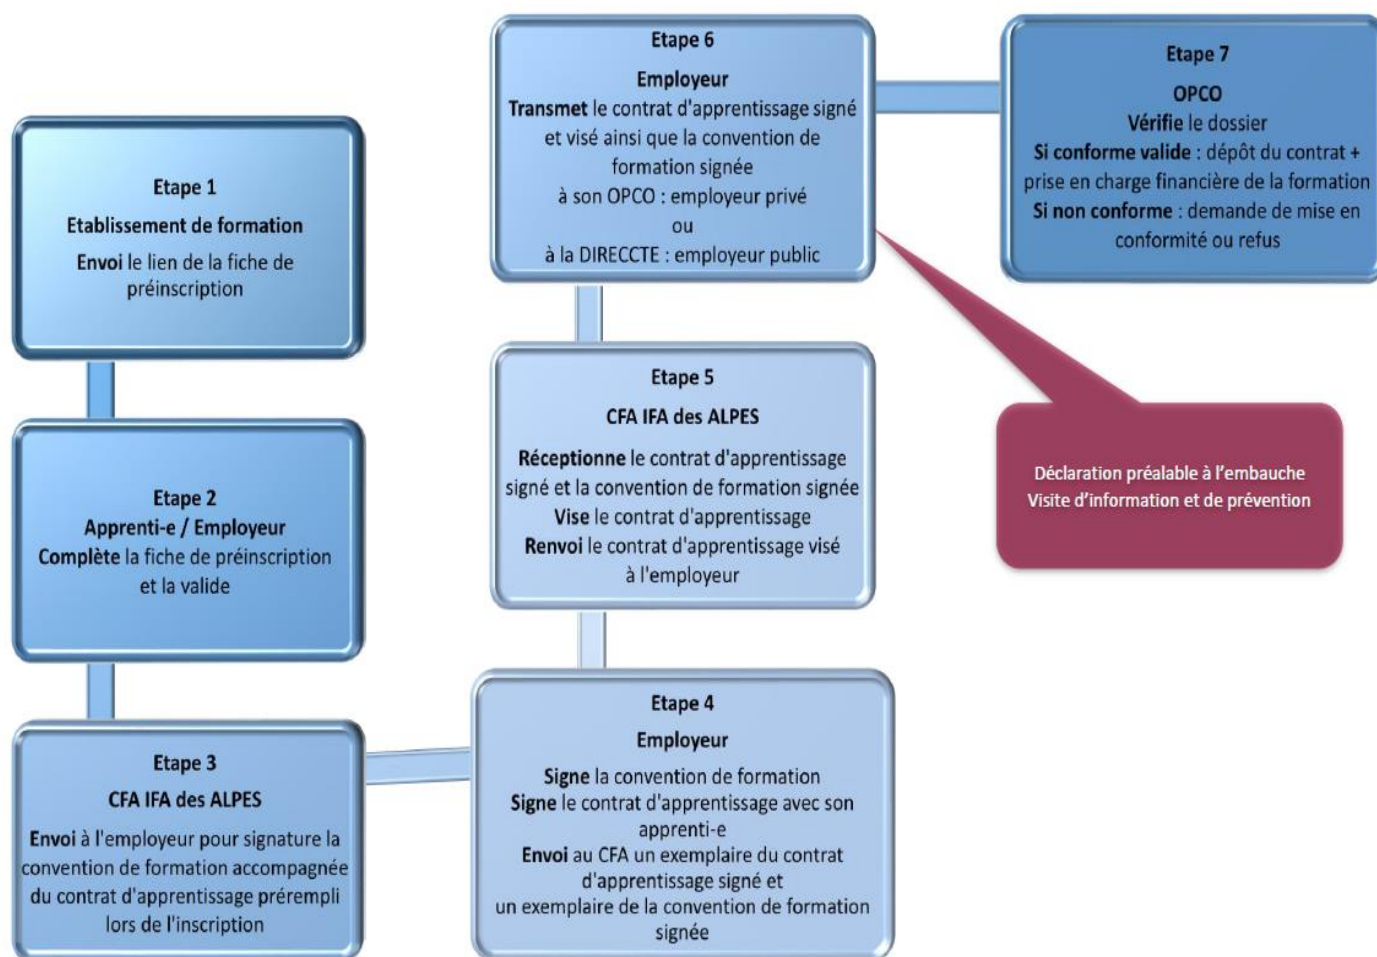 Etape 1
Etablissement de formation
Envoi le lien de la fiche de
préinscription
Etape 2
Apprenti-e / Employeur
Complète la fiche de préinscription
et la valide
Etape 3
CFA IFA des ALPES
Envoi à l'employeur pour signature la
convention de formation accompagnée
du contrat d'apprentissage prérempli
lors de l'inscription
Etape 4
Employeur
Signe la convention de formation
Signe le contrat d'apprentissage avec son
apprenti-e
Envoi au CFA un exemplaire du contrat
d'apprentissage signé et
un exemplaire de la convention de formation
signée
Etape 5
CFA IFA des ALPES
Réceptionne le contrat d'apprentissage
signé et la convention de formation signée
Vise le contrat d'apprentissage
Renvoi le contrat d'apprentissage visé
à l'employeur
Etape 6
Employeur
Transmet le contrat d'apprentissage signé
et visé ainsi que la convention de
formation signée
à son OPCO : employeur privé
ou
à la DIRECCTE : employeur public
Etape 7
OPCO
Vérifie le dossier
Si conforme valide : dépôt du contrat +
prise en charge financière de la formation
Si non conforme : demande de mise en
conformité ou refus
Déclaration préalable à l'embauche
Visite d'information et de prévention